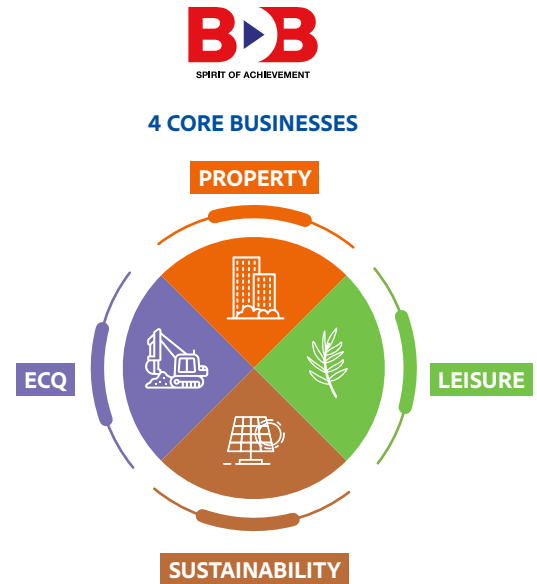 BDB
SPIRIT OF ACHIEVEMENT
4 CORE BUSINESSES
PROPERTY
ECQ
LEISURE
SUSTAINABILITY